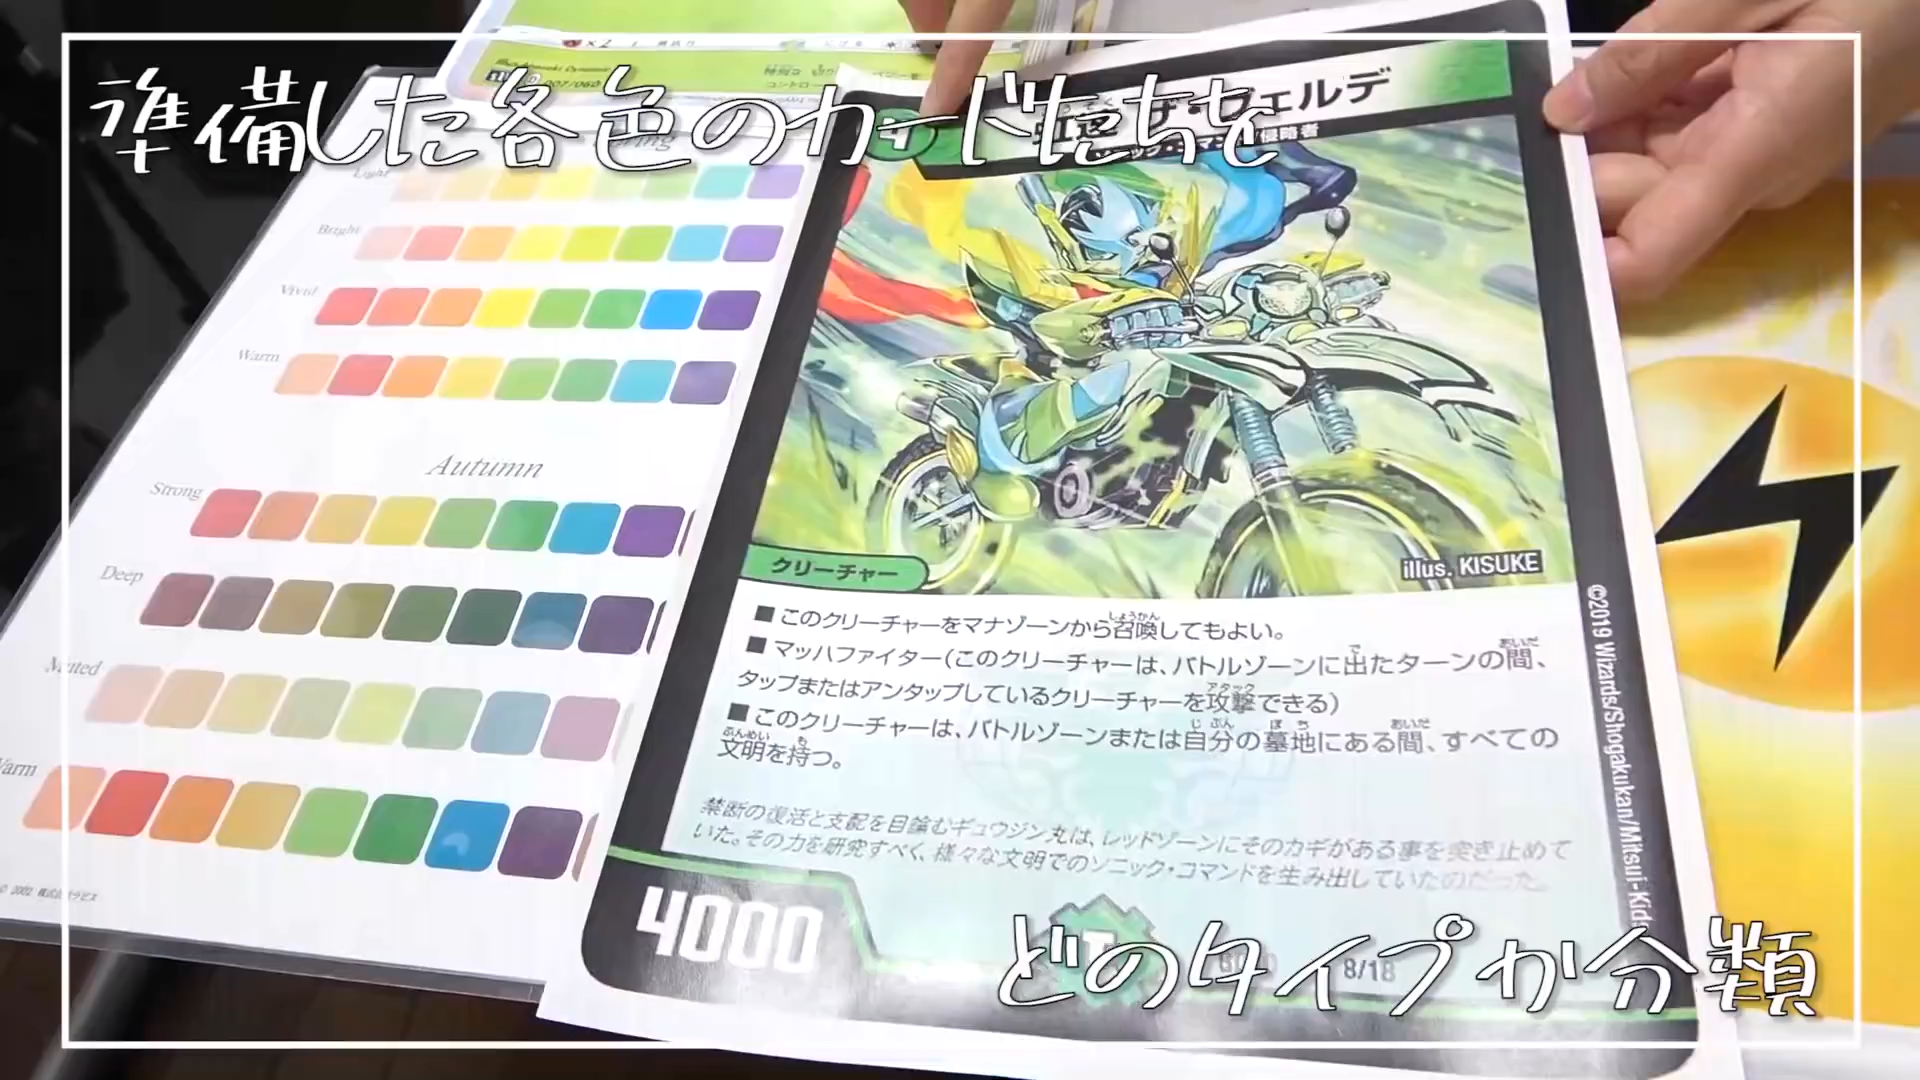 準備した各色のカードたちを
007/060
Light
Bright
Vivid
Warm
Autumn
Strong
Deep
Muted
Warm
ザ・ヴェルデ
侵略者
illus. KISUKE
クリーチャー
■このクリーチャーをマナゾーンから召喚してもよい。
■マッハファイター(このクリーチャーは、バトルゾーンに出たターンの間、
タップまたはアンタップしているクリーチャーを攻撃できる)
■このクリーチャーは、バトルゾーンまたは自分の墓地にある間、すべての
文明を持つ。
禁断の復活と支配を目論むギュウジン丸は、レッドゾーンにそのカギがある事を突き止めて
いた。その力を研究すべく、様々な文明でのソニック・コマンドを生み出していたのだった。
4000
8/18
©2019 Wizards/Shogakukan/Mitsui-Kids
どのタイプか分類